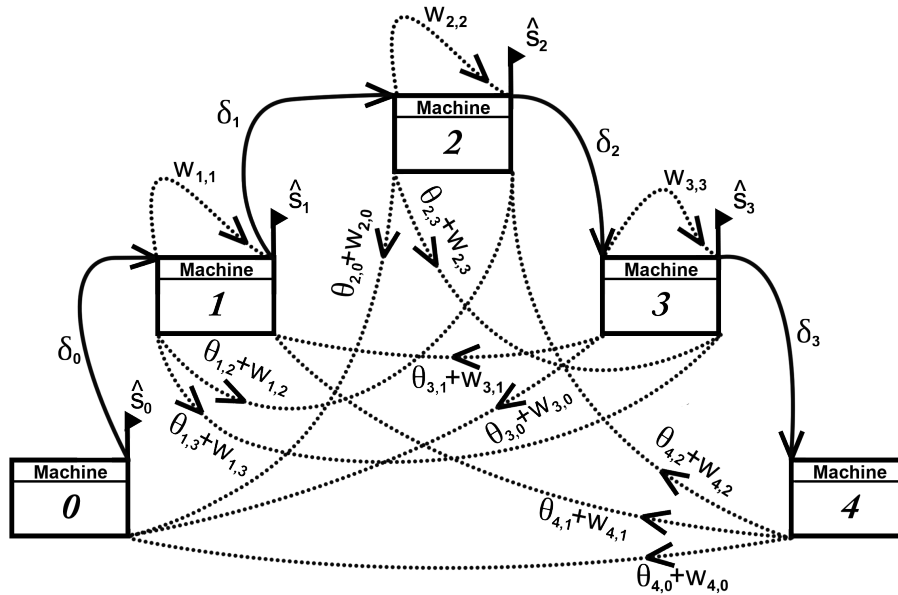 w₂,₂
ŝ₂
Machine
2
δ₁
δ₂
w₁,₁
ŝ₁
w₃,₃
ŝ₃
θ₂,₀+w₂,₀
θ₂,₃+w₂,₃
Machine
1
Machine
3
δ₀
δ₃
θ₁,₂+w₁,₂
θ₃,₁+w₃,₁
ŝ₀
θ₁,₃+w₁,₃
θ₃,₀+w₃,₀
θ₄,₂+w₄,₂
Machine
0
Machine
4
θ₄,₁+w₄,₁
θ₄,₀+w₄,₀